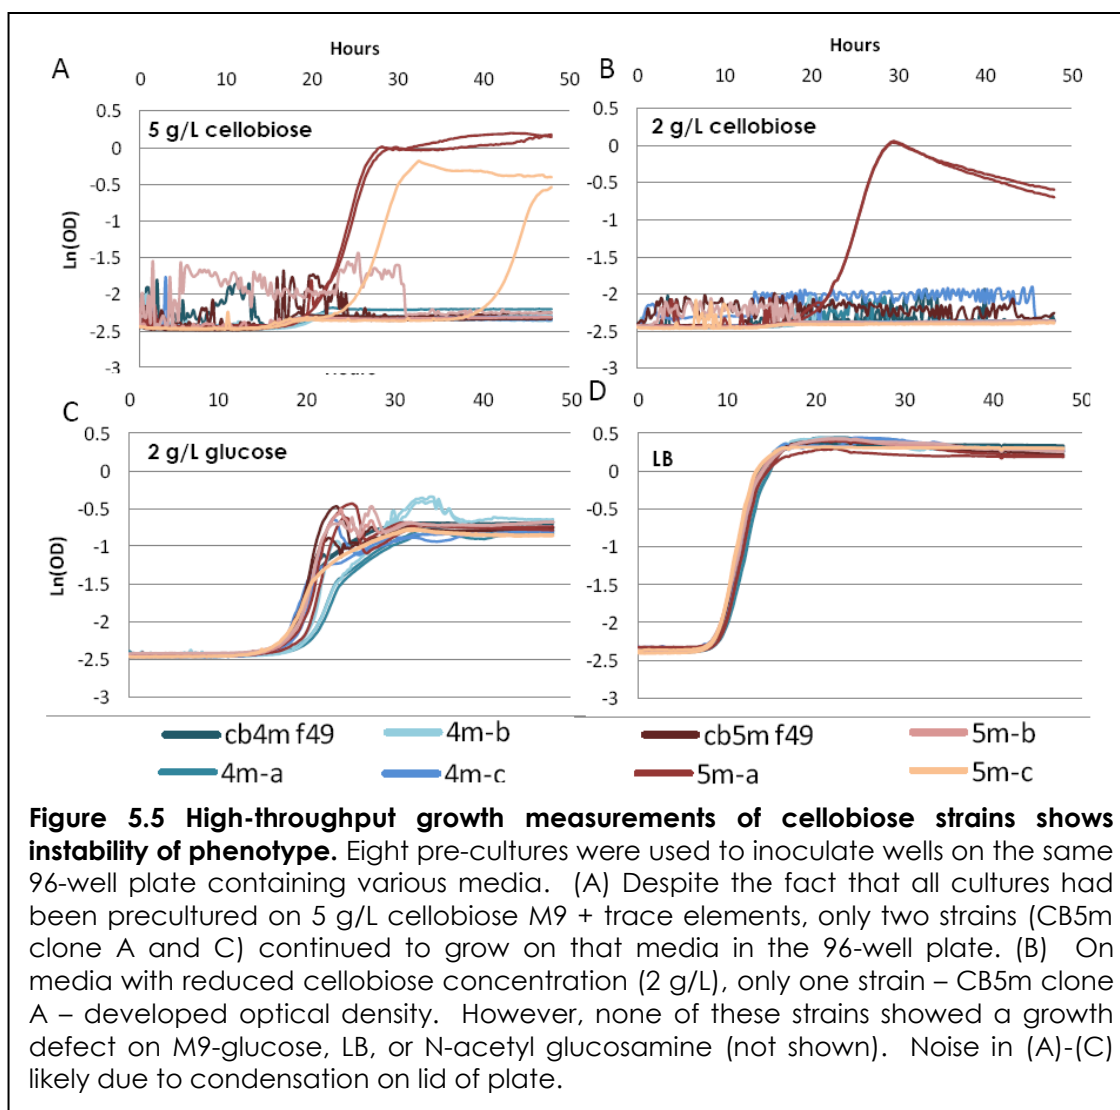 Hours
A
0 10 20 30 40 50
0.5
0
-0.5
-1
-1.5
-2
-2.5
-3
Ln(OD)
5 g/L cellobiose
Hours
B
0 10 20 30 40 50
0.5
0
-0.5
-1
-1.5
-2
-2.5
-3
2 g/L cellobiose
C
0 10 20 30 40 50
0.5
0
-0.5
-1
-1.5
-2
-2.5
-3
Ln(OD)
2 g/L glucose
D
0 10 20 30 40 50
0.5
0
-0.5
-1
-1.5
-2
-2.5
-3
LB
cb4m f49 4m-b cb5m f49 5m-b
4m-a 4m-c 5m-a 5m-c
Figure 5.5 High-throughput growth measurements of cellobiose strains shows
instability of phenotype. Eight pre-cultures were used to inoculate wells on the same
96-well plate containing various media. (A) Despite the fact that all cultures had
been precultured on 5 g/L cellobiose M9 + trace elements, only two strains (CB5m
clone A and C) continued to grow on that media in the 96-well plate. (B) On
media with reduced cellobiose concentration (2 g/L), only one strain – CB5m clone
A – developed optical density. However, none of these strains showed a growth
defect on M9-glucose, LB, or N-acetyl glucosamine (not shown). Noise in (A)-(C)
likely due to condensation on lid of plate.